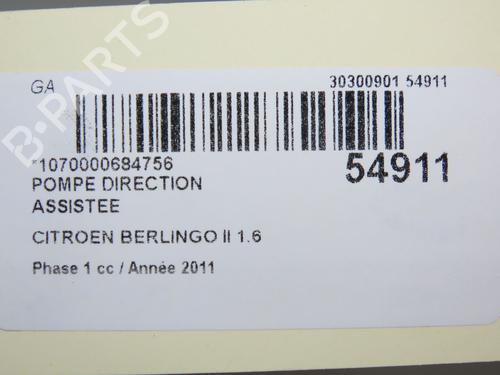 GA
30300901 54911
*1070000684756
54911
POMPE DIRECTION
ASSISTEE
CITROEN BERLINGO II 1.6
Phase 1 cc / Année 2011
B-PARTS